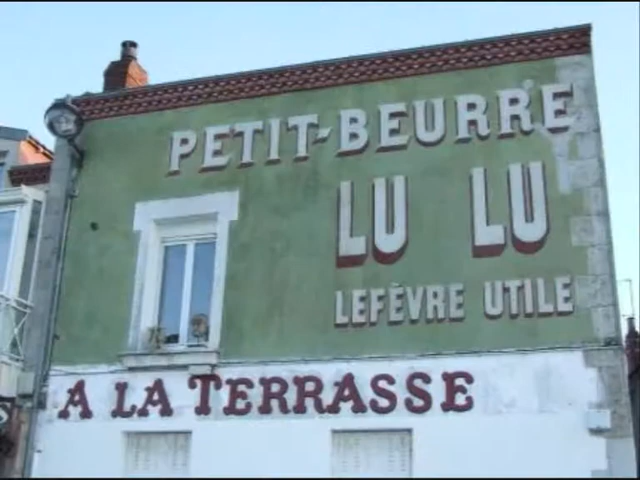 PETIT-BEURRE
LU LU
LEFÈVRE UTILE
A LA TERRASSE